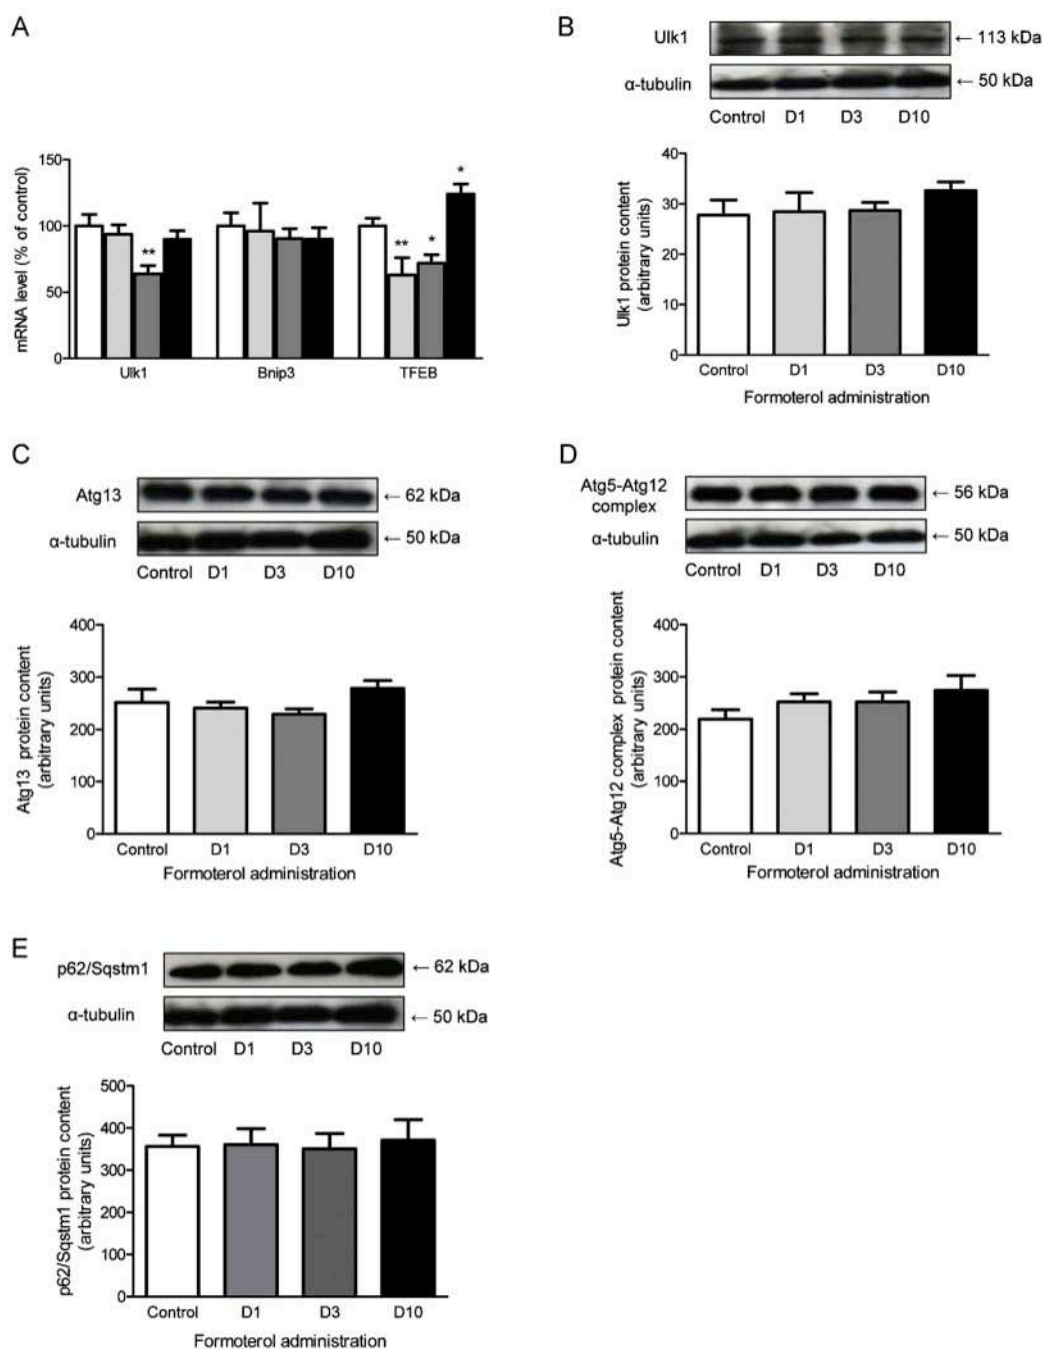 A
mRNA level (% of control)
150
100
50
0
**
**
*
*
Ulk1 Bnip3 TFEB
B
Ulk1 ← 113 kDa
α-tubulin ← 50 kDa
Control D1 D3 D10
Ulk1 protein content
(arbitrary units)
40
30
20
10
0
Control D1 D3 D10
Formoterol administration
C
Atg13 ← 62 kDa
α-tubulin ← 50 kDa
Control D1 D3 D10
Atg13 protein content
(arbitrary units)
400
300
200
100
0
Control D1 D3 D10
Formoterol administration
D
Atg5-Atg12
complex ← 56 kDa
α-tubulin ← 50 kDa
Control D1 D3 D10
Atg5-Atg12 complex protein content
(arbitrary units)
400
300
200
100
0
Control D1 D3 D10
Formoterol administration
E
p62/Sqstm1 ← 62 kDa
α-tubulin ← 50 kDa
Control D1 D3 D10
p62/Sqstm1 protein content
(arbitrary units)
500
400
300
200
100
0
Control D1 D3 D10
Formoterol administration